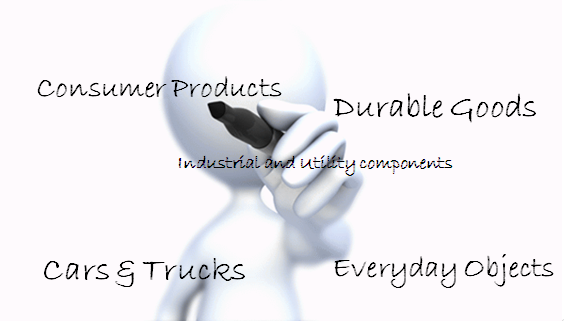 Consumer Products
Durable Goods
Industrial and Utility components
Cars & Trucks
Everyday Objects